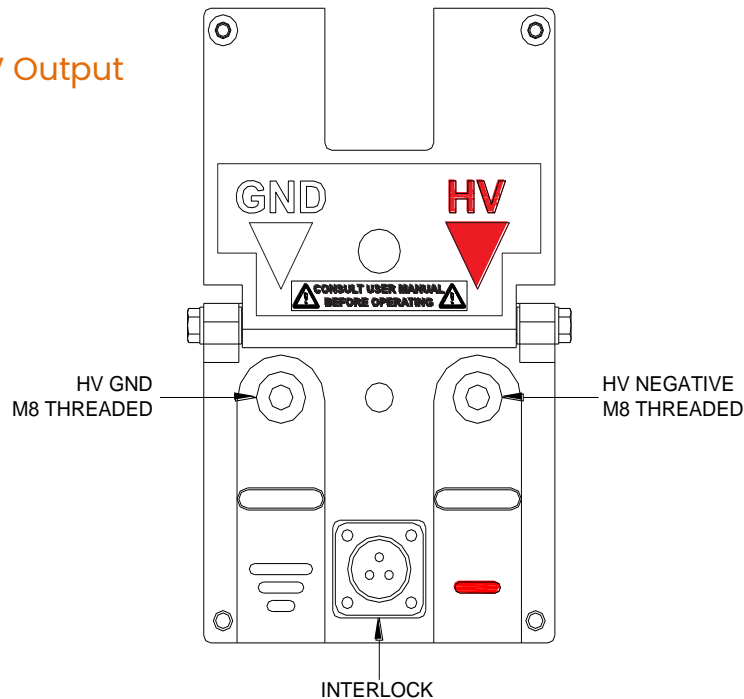 Output
GND HV
CONSULT USER MANUAL
BEFORE OPERATING
HV GND
M8 THREADED
HV NEGATIVE
M8 THREADED
INTERLOCK